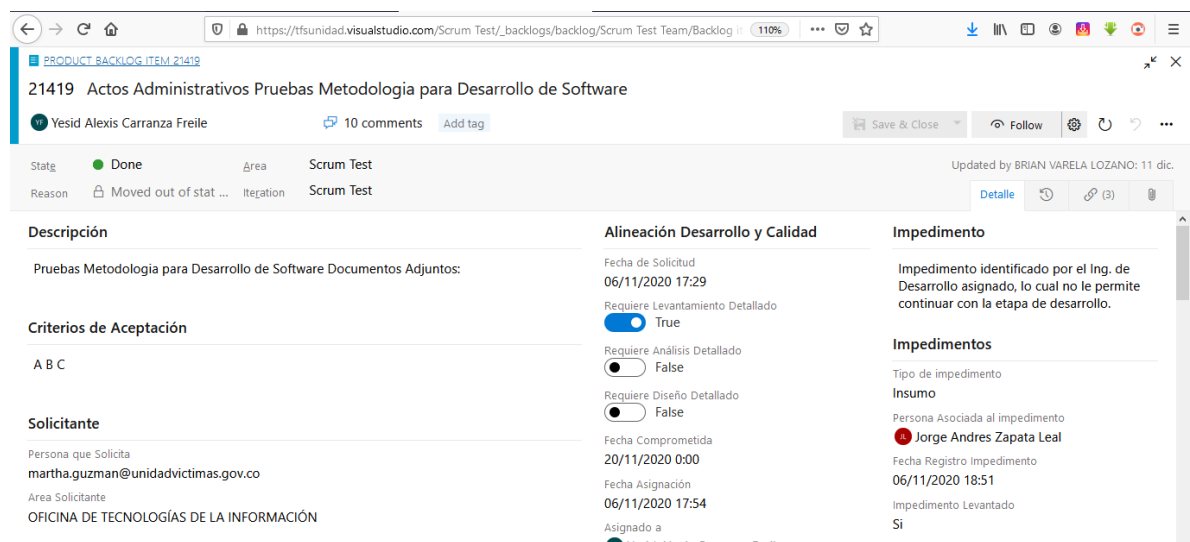 https://tfsunidad.visualstudio.com/Scrum Test/_backlogs/backlog/Scrum Test Team/Backlog it 110%
PRODUCT BACKLOG ITEM 21419
21419 Actos Administrativos Pruebas Metodologia para Desarrollo de Software
YF Yesid Alexis Carranza Freile 10 comments Add tag Save & Close Follow
State Done Area Scrum Test Updated by BRIAN VARELA LOZANO: 11 dic.
Reason Moved out of stat ... Iteration Scrum Test
Detalle (3)
Descripción
Pruebas Metodologia para Desarrollo de Software Documentos Adjuntos:
Criterios de Aceptación
A B C
Solicitante
Persona que Solicita
martha.guzman@unidadvictimas.gov.co
Area Solicitante
OFICINA DE TECNOLOGÍAS DE LA INFORMACIÓN
Alineación Desarrollo y Calidad
Fecha de Solicitud
06/11/2020 17:29
Requiere Levantamiento Detallado
True
Requiere Análisis Detallado
False
Requiere Diseño Detallado
False
Fecha Comprometida
20/11/2020 0:00
Fecha Asignación
06/11/2020 17:54
Asignado a
Impedimento
Impedimento identificado por el Ing. de
Desarrollo asignado, lo cual no le permite
continuar con la etapa de desarrollo.
Impedimentos
Tipo de impedimento
Insumo
Persona Asociada al impedimento
JL Jorge Andres Zapata Leal
Fecha Registro Impedimento
06/11/2020 18:51
Impedimento Levantado
Si